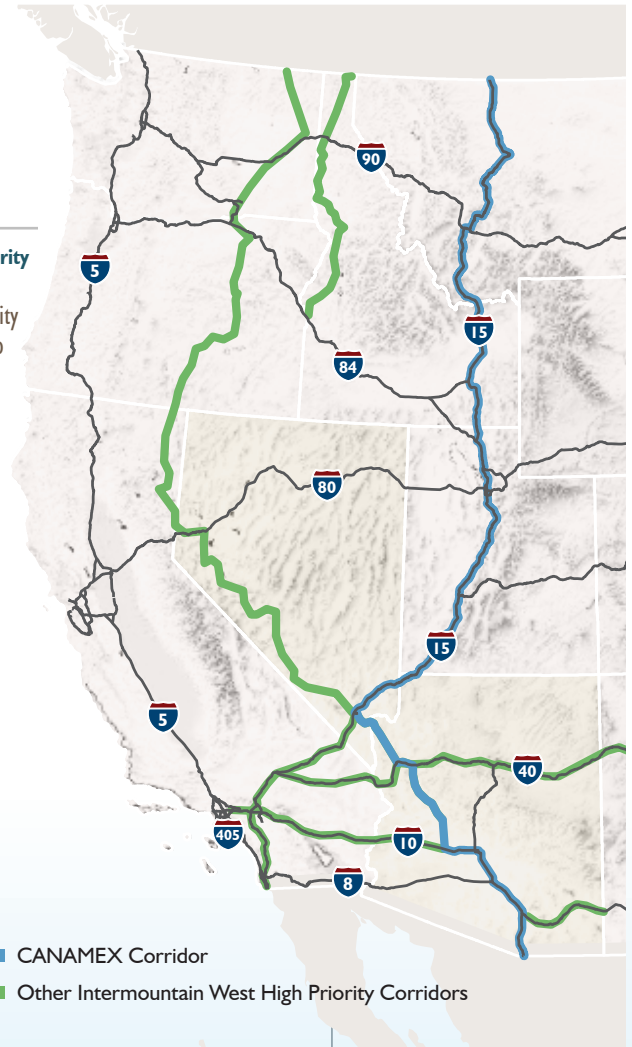 rity
ity
o
90
5
15
84
80
15
5
40
405
10
8
CANAMEX Corridor
Other Intermountain West High Priority Corridors